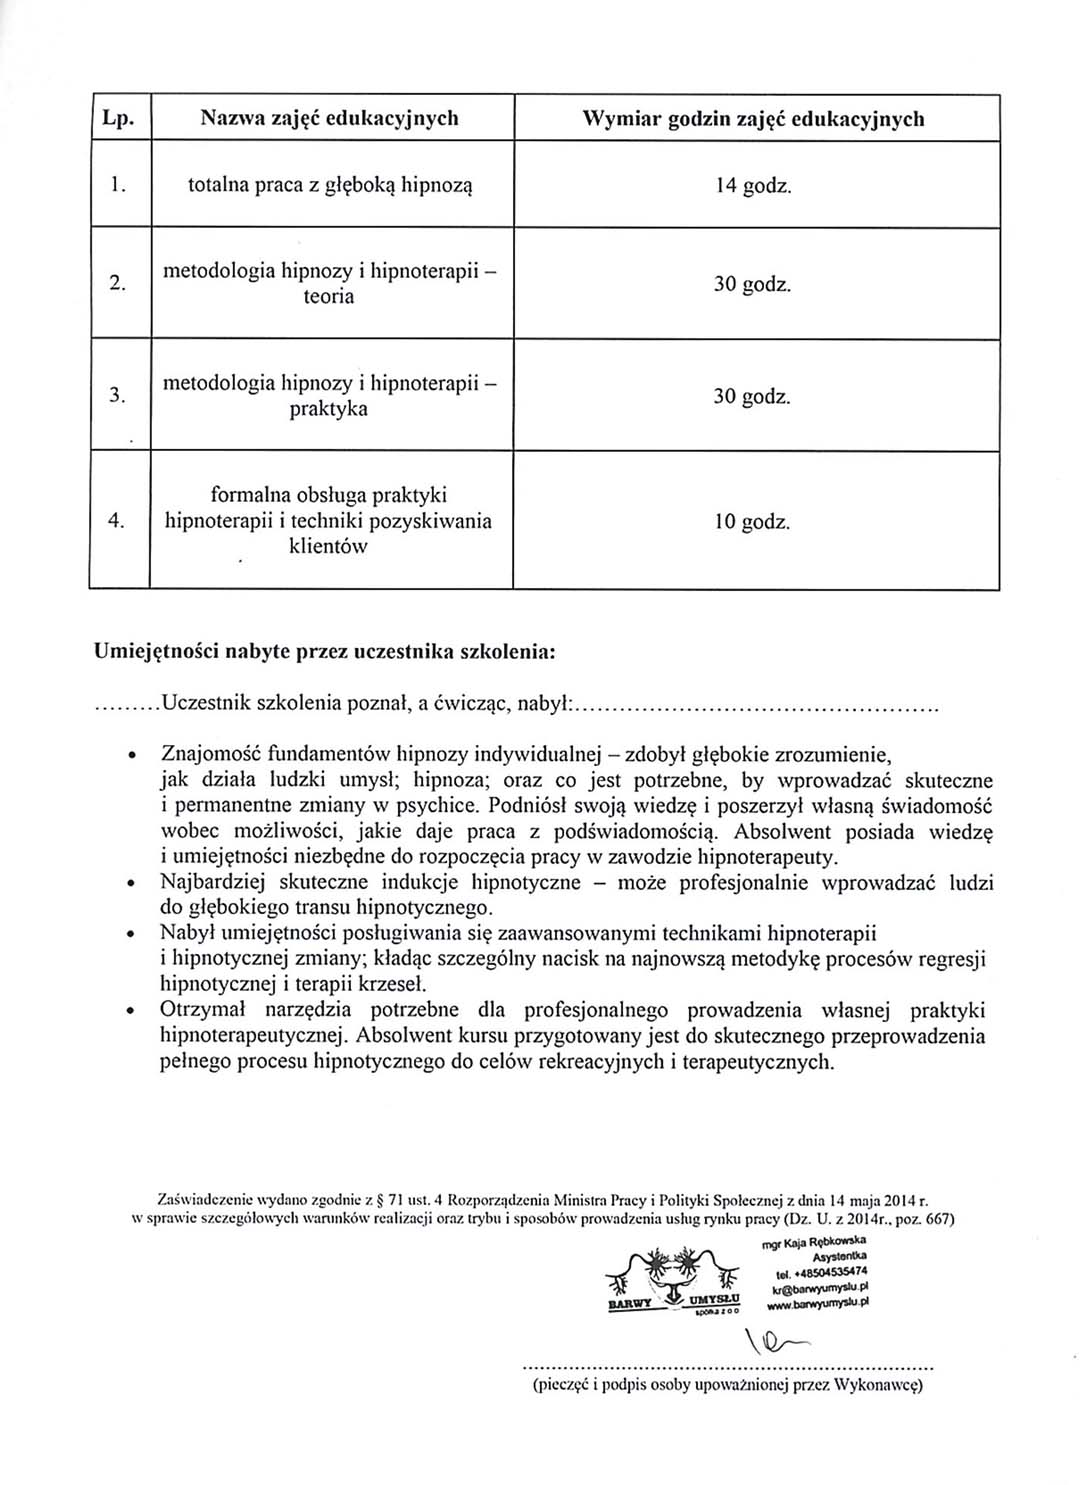 Lp. Nazwa zajęć edukacyjnych Wymiar godzin zajęć edukacyjnych
1. totalna praca z głęboką hipnozą 14 godz.
2. metodologia hipnozy i hipnoterapii –
teoria 30 godz.
3. metodologia hipnozy i hipnoterapii –
praktyka 30 godz.
4. formalna obsługa praktyki
hipnoterapii i techniki pozyskiwania
klientów 10 godz.
Umiejętności nabyte przez uczestnika szkolenia:
.........Uczestnik szkolenia poznał, a ćwicząc, nabył:.................................................
• Znajomość fundamentów hipnozy indywidualnej – zdobył głębokie zrozumienie,
jak działa ludzki umysł; hipnoza; oraz co jest potrzebne, by wprowadzać skuteczne
i permanentne zmiany w psychice. Podniósł swoją wiedzę i poszerzył własną świadomość
wobec możliwości, jakie daje praca z podświadomością. Absolwent posiada wiedzę
i umiejętności niezbędne do rozpoczęcia pracy w zawodzie hipnoterapeuty.
• Najbardziej skuteczne indukcje hipnotyczne – może profesjonalnie wprowadzać ludzi
do głębokiego transu hipnotycznego.
• Nabył umiejętności posługiwania się zaawansowanymi technikami hipnoterapii
i hipnotycznej zmiany; kładąc szczególny nacisk na najnowszą metodykę procesów regresji
hipnotycznej i terapii krzeseł.
• Otrzymał narzędzia potrzebne dla profesjonalnego prowadzenia własnej praktyki
hipnoterapeutycznej. Absolwent kursu przygotowany jest do skutecznego przeprowadzenia
pełnego procesu hipnotycznego do celów rekreacyjnych i terapeutycznych.
Zaświadczenie wydano zgodnie z § 71 ust. 4 Rozporządzenia Ministra Pracy i Polityki Społecznej z dnia 14 maja 2014 r.
w sprawie szczegółowych warunków realizacji oraz trybu i sposobów prowadzenia usług rynku pracy (Dz. U. z 2014r., poz. 667)
mgr Kaja Rębkowska
Asystentka
tel. +48504535474
kr@barwyumyslu.pl
www.barwyumyslu.pl
BARWY UMYSŁU
spółka z o o
(pieczęć i podpis osoby upoważnionej przez Wykonawcę)